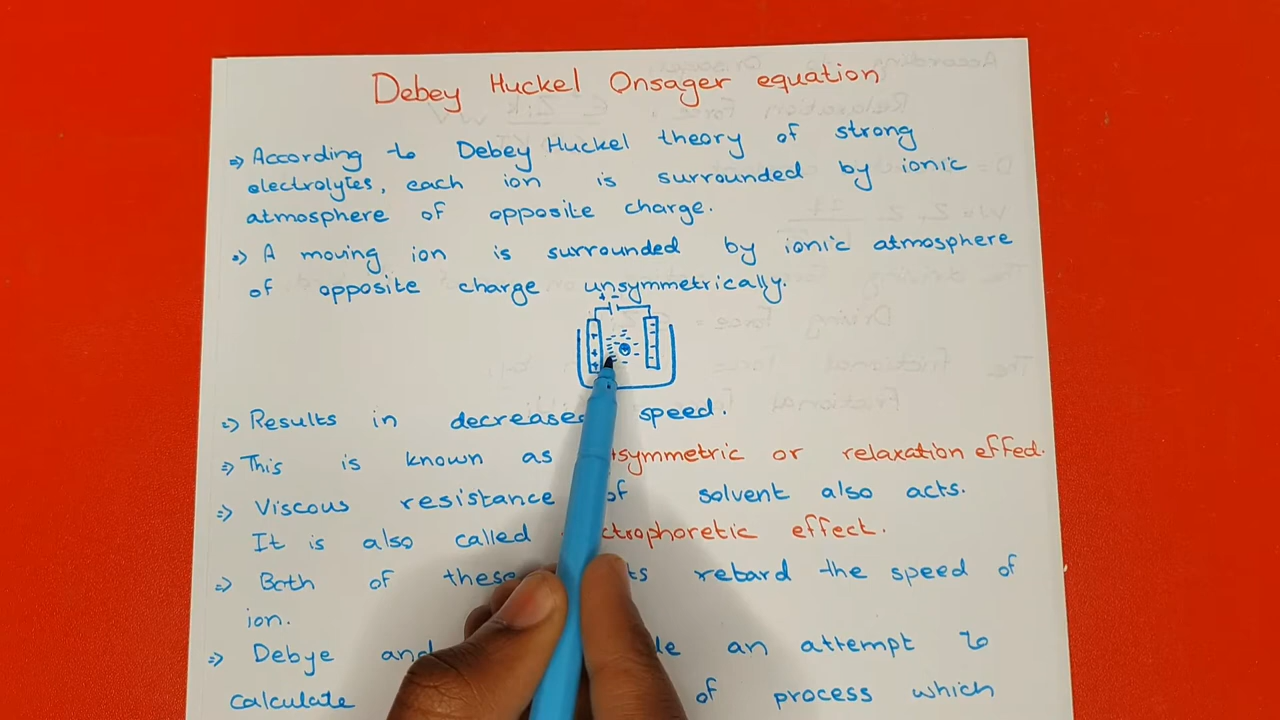 Debey Huckel Onsager equation
⇒ According to Debey Huckel theory of strong
electrolytes, each ion is surrounded by ionic
atmosphere of opposite charge.
⇒ A moving ion is surrounded by ionic atmosphere
of opposite charge unsymmetrically.
⇒ Results in decreased speed.
⇒ This is known as symmetric or relaxation effect.
⇒ Viscous resistance of solvent also acts.
It is also called ctrophoretic effect.
⇒ Both of these ts retard the speed of
ion.
⇒ Debye an attempt to
calculate of process which